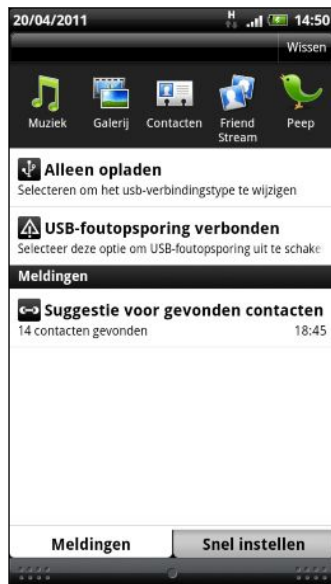 20/04/2011 H 14:50
Wissen
Muziek Galerij Contacten Friend Stream Peep
Alleen opladen
Selecteren om het usb-verbindingstype te wijzigen
USB-foutopsporing verbonden
Selecteer deze optie om USB-foutopsporing uit te schake
Meldingen
Suggestie voor gevonden contacten
14 contacten gevonden 18:45
Meldingen Snel instellen